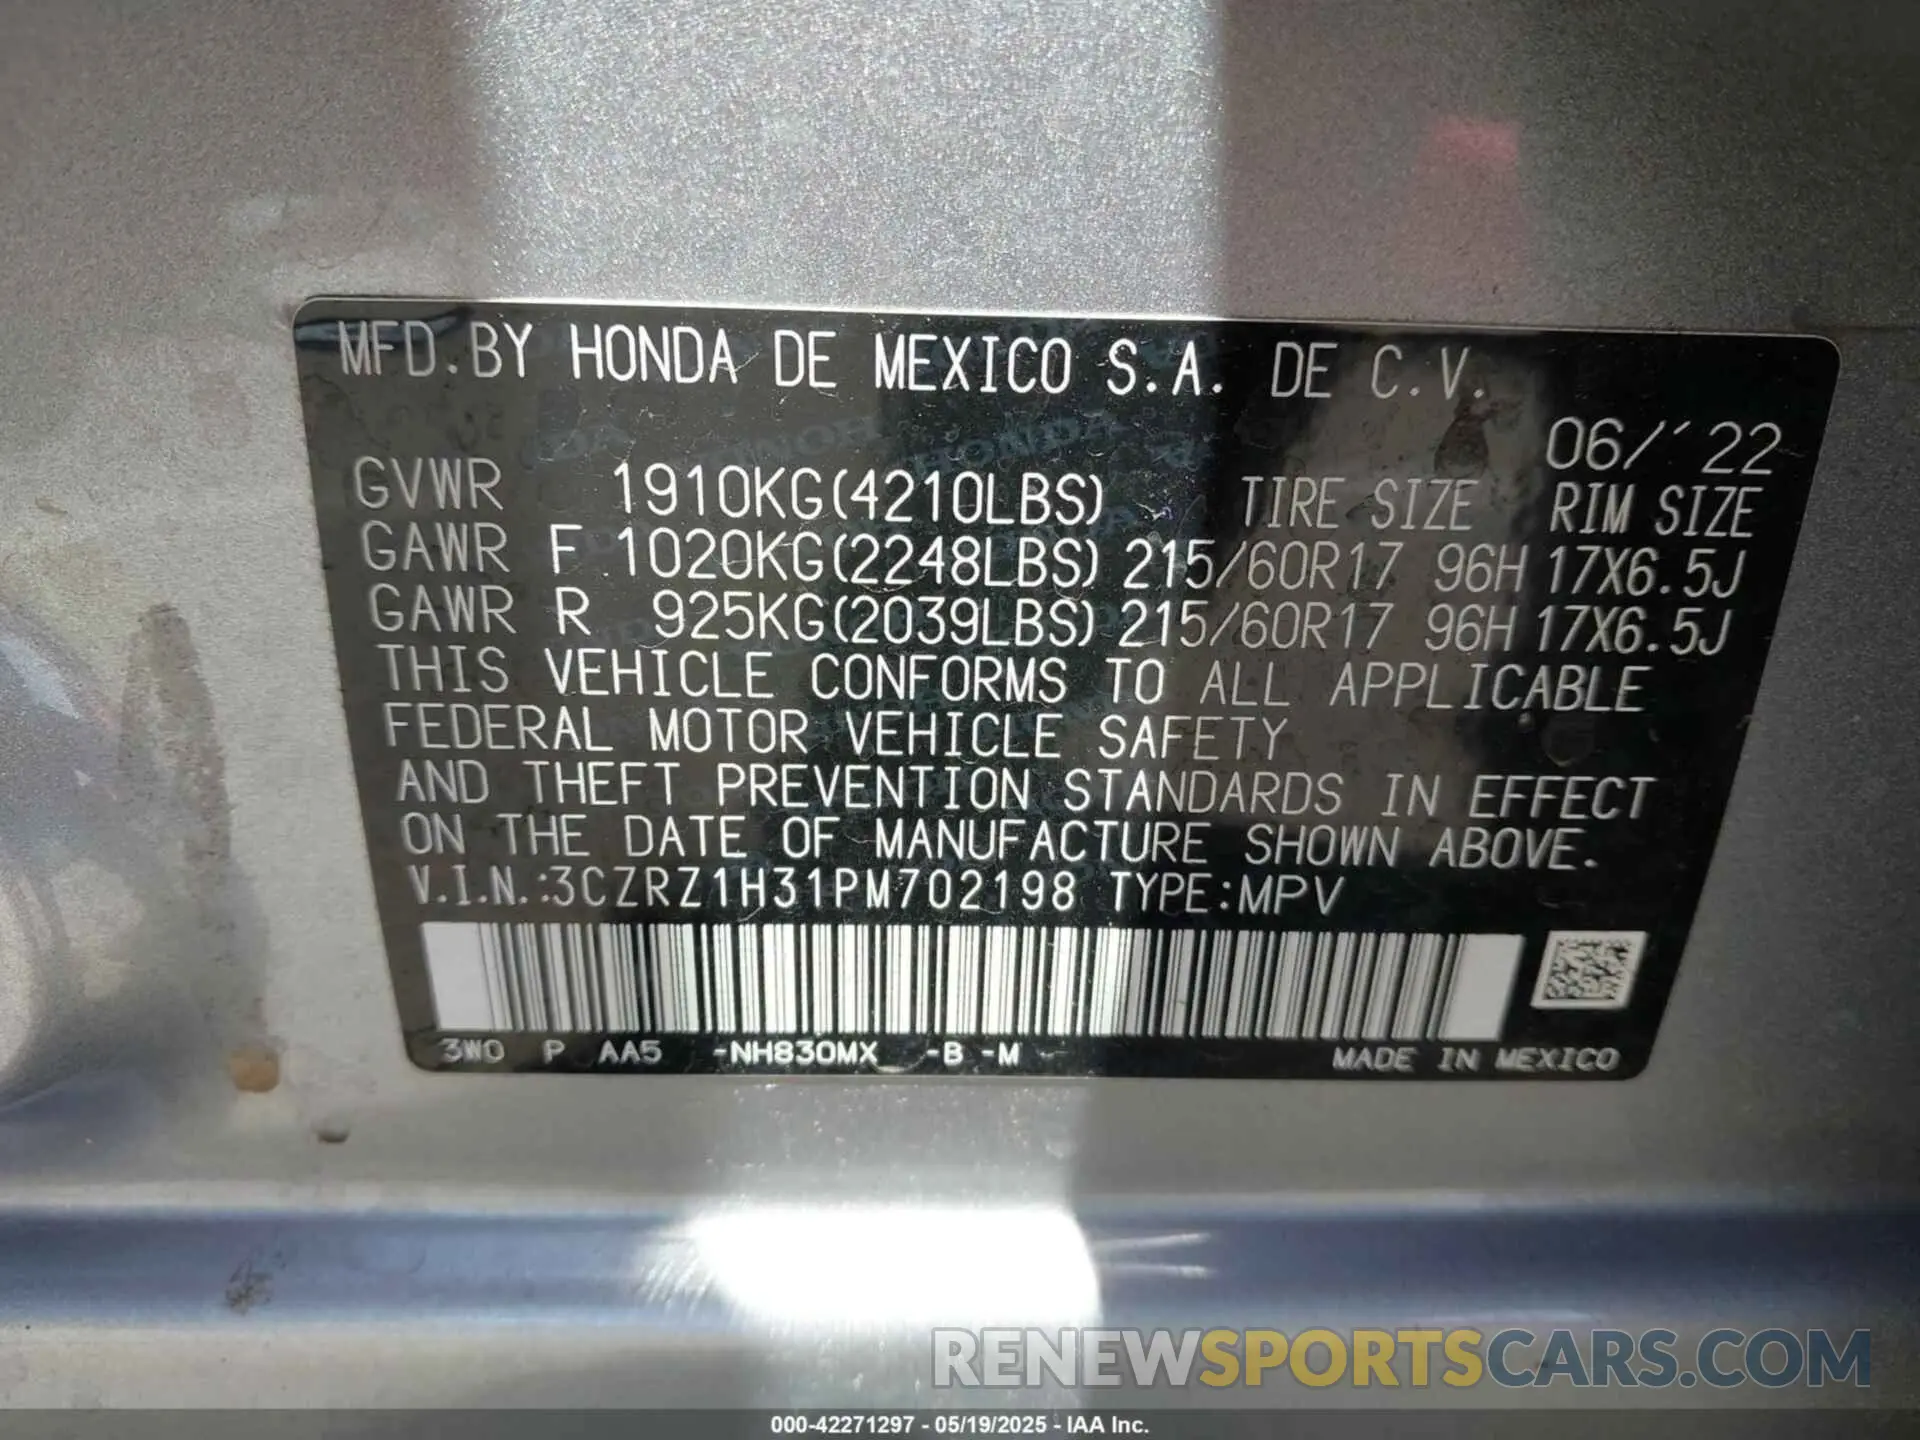 MFD.BY HONDA DE MEXICO S.A. DE C.V.
06/'22
GVWR 1910KG(4210LBS) TIRE SIZE RIM SIZE
GAWR F 1020KG(2248LBS) 215/60R17 96H 17X6.5J
GAWR R 925KG(2039LBS) 215/60R17 96H 17X6.5J
THIS VEHICLE CONFORMS TO ALL APPLICABLE
FEDERAL MOTOR VEHICLE SAFETY
AND THEFT PREVENTION STANDARDS IN EFFECT
ON THE DATE OF MANUFACTURE SHOWN ABOVE.
V.I.N.:3CZRZ1H31PM702198 TYPE:MPV
3W0 P AA5 -NH830MX -B -M MADE IN MEXICO
RENEWSPORTSCARS.COM
000-42271297 - 05/19/2025 - IAA Inc.